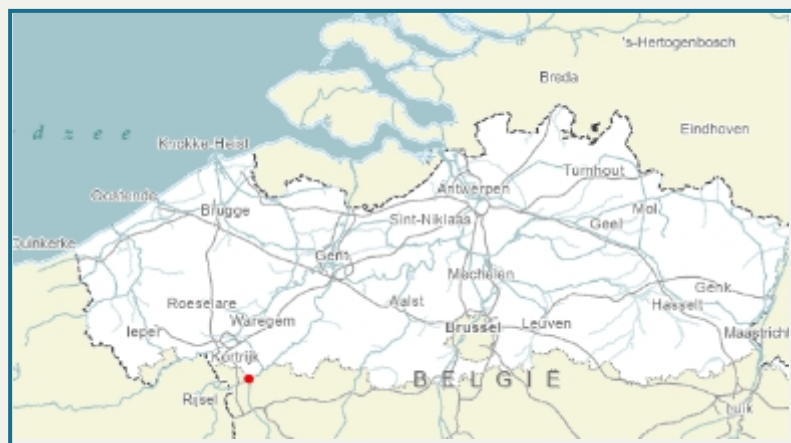 's-Hertogenbosch
Breda
d z e e
Eindhoven
Knokke-Heist
Turnhout
Oostende
Antwerpen
Brugge
Mol
Sint-Niklaas
Geel
Duinkerke
Gent
Mechelen
Genk
Roeselare
Aalst
Hasselt
Waregem
Ieper
Brussel
Leuven
Maastricht
Kortrijk
BELGIË
Rijsel
Luik